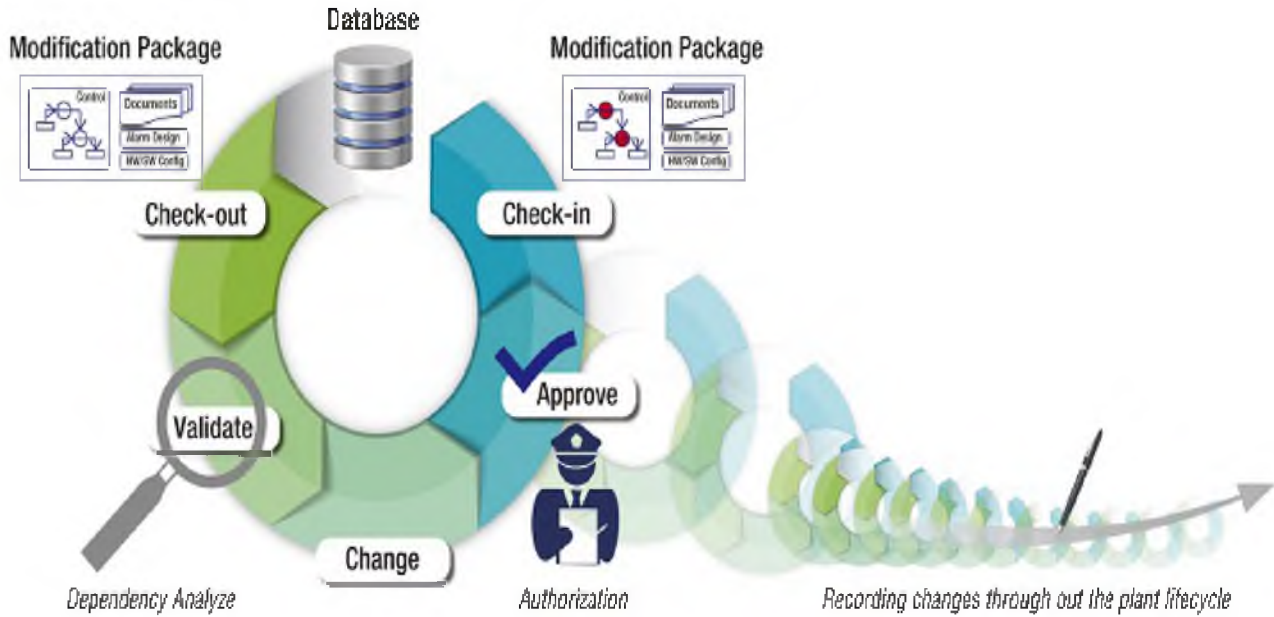 Database
Modification Package
Control
Documents
Alarm Design
HW/SW Config
Modification Package
Control
Documents
Alarm Design
HW/SW Config
Check-out
Check-in
Validate
Approve
Change
Dependency Analyze
Authorization
Recording changes through out the plant lifecycle